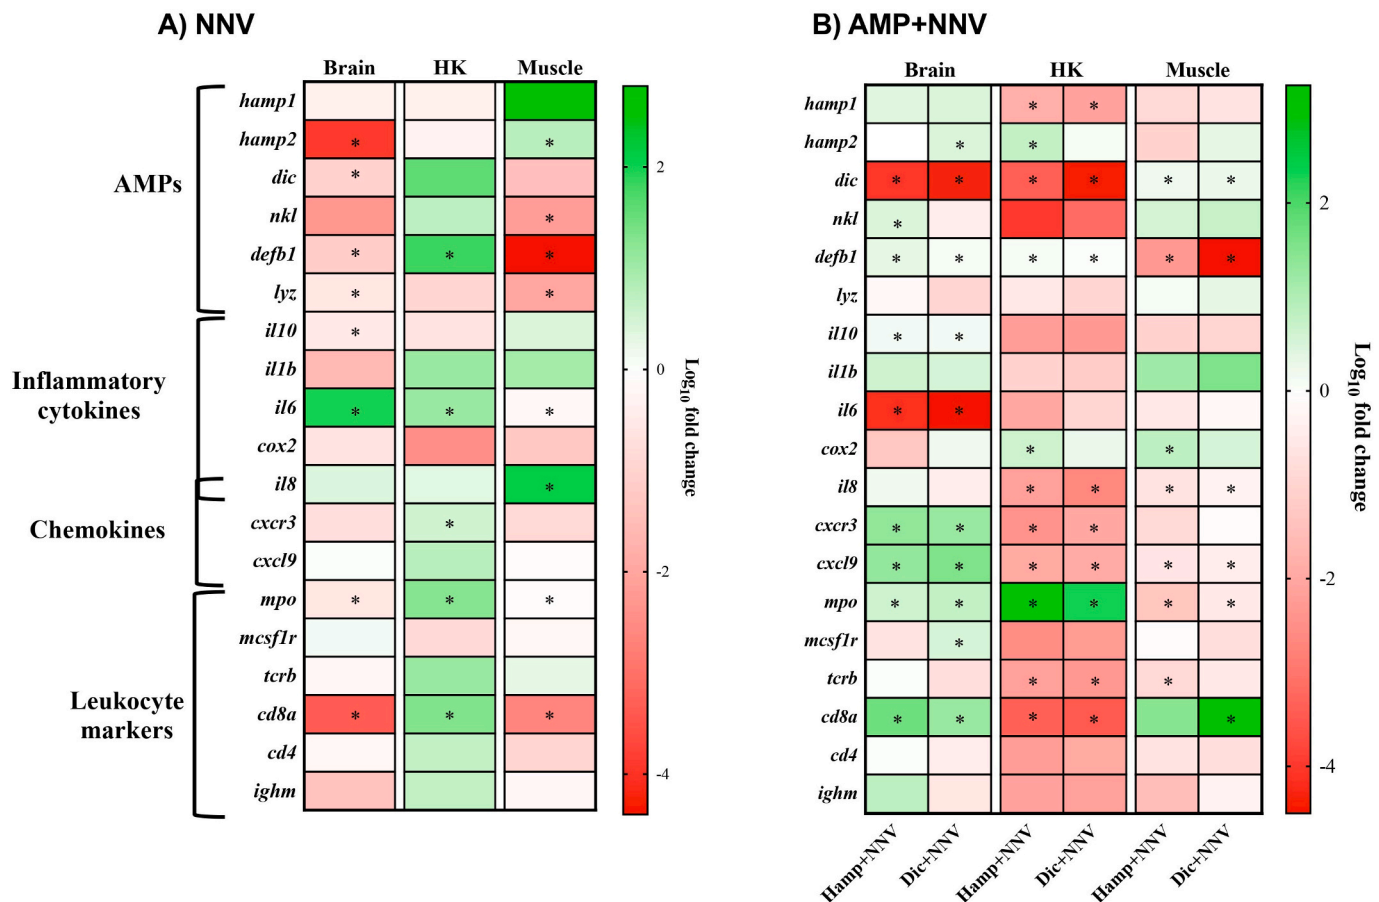 A) NNV
Brain HK Muscle
AMPs
Inflammatory
cytokines
Chemokines
Leukocyte
markers
hamp1
hamp2 * *
dic *
nkl *
defb1 * * *
lyz * *
il10 *
il1b
il6 * * *
cox2
il8 *
cxcr3 *
cxcl9
mpo * * *
mcsf1r
tcrb
cd8a * * *
cd4
ighm
2
0
-2
-4
Log10 fold change
B) AMP+NNV
Brain HK Muscle
hamp1 * *
hamp2 * *
dic * * * * * *
nkl *
defb1 * * * * * *
lyz
il10 * *
il1b
il6 * *
cox2 * *
il8 * * * *
cxcr3 * * * *
cxcl9 * * * * * *
mpo * * * * * *
mcsf1r *
tcrb * * *
cd8a * * * * *
cd4
ighm
Hamp+NNV Dic+NNV Hamp+NNV Dic+NNV Hamp+NNV Dic+NNV
2
0
-2
-4
Log10 fold change